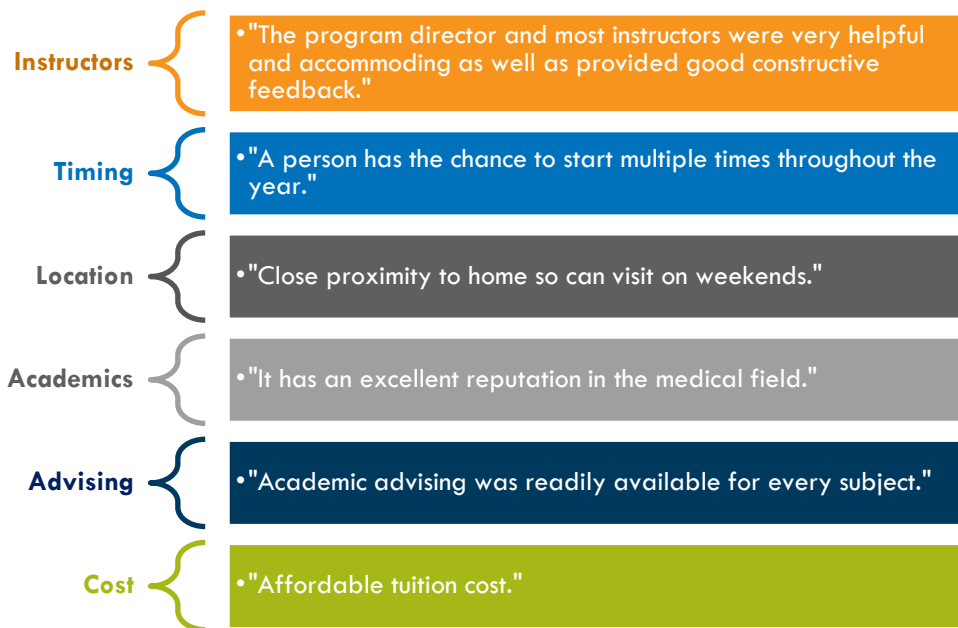 Instructors
•"The program director and most instructors were very helpful
and accommoding as well as provided good constructive
feedback."
Timing
•"A person has the chance to start multiple times throughout the
year."
Location
•"Close proximity to home so can visit on weekends."
Academics
•"It has an excellent reputation in the medical field."
Advising
•"Academic advising was readily available for every subject."
Cost
•"Affordable tuition cost."